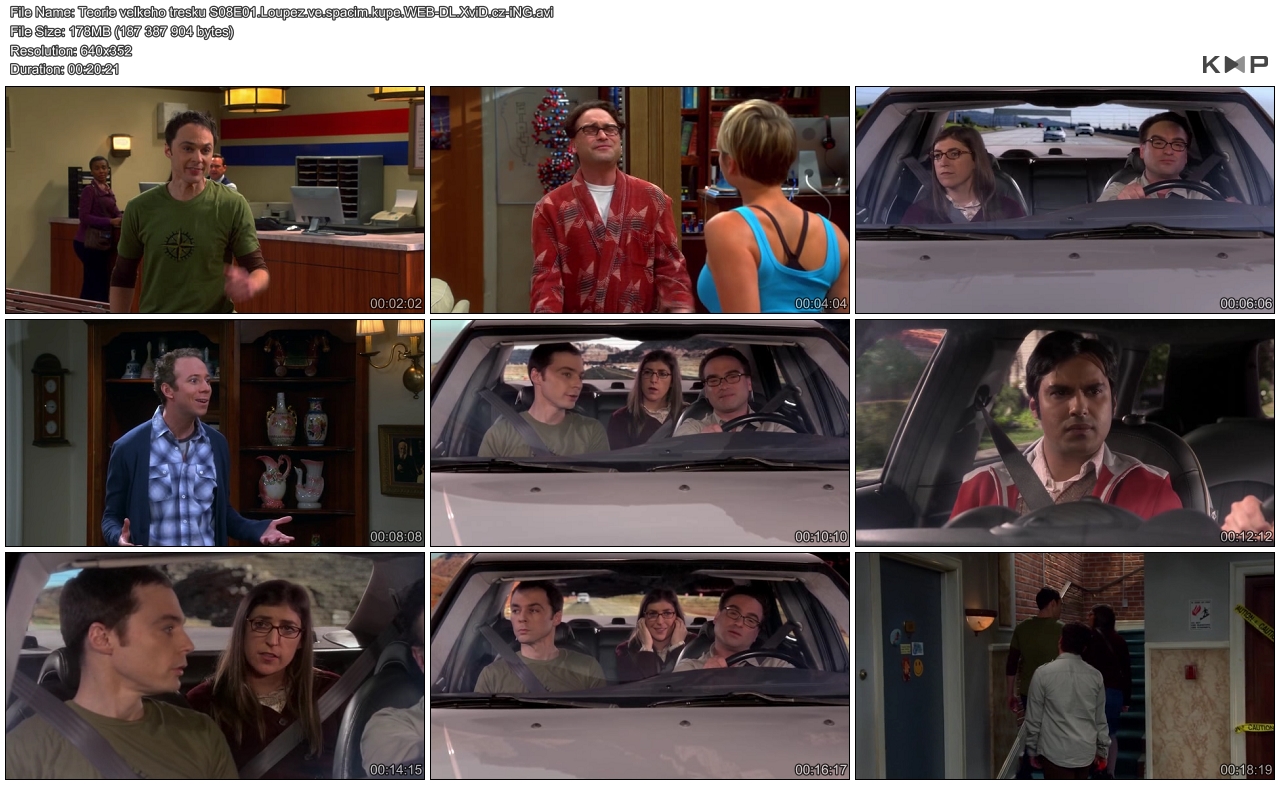 File Name: Teorie velkeho tresku S08E01.Loupez.ve.spacim.kupe.WEB-DL.XviD.cz-iNG.avi
File Size: 178MB (187 387 904 bytes)
Resolution: 640x352
Duration: 00:20:21
KMP
00:02:02
00:04:04
00:06:06
00:08:08
00:10:10
00:12:12
00:14:15
00:16:17
CAUTION
CAUTION
00:18:19